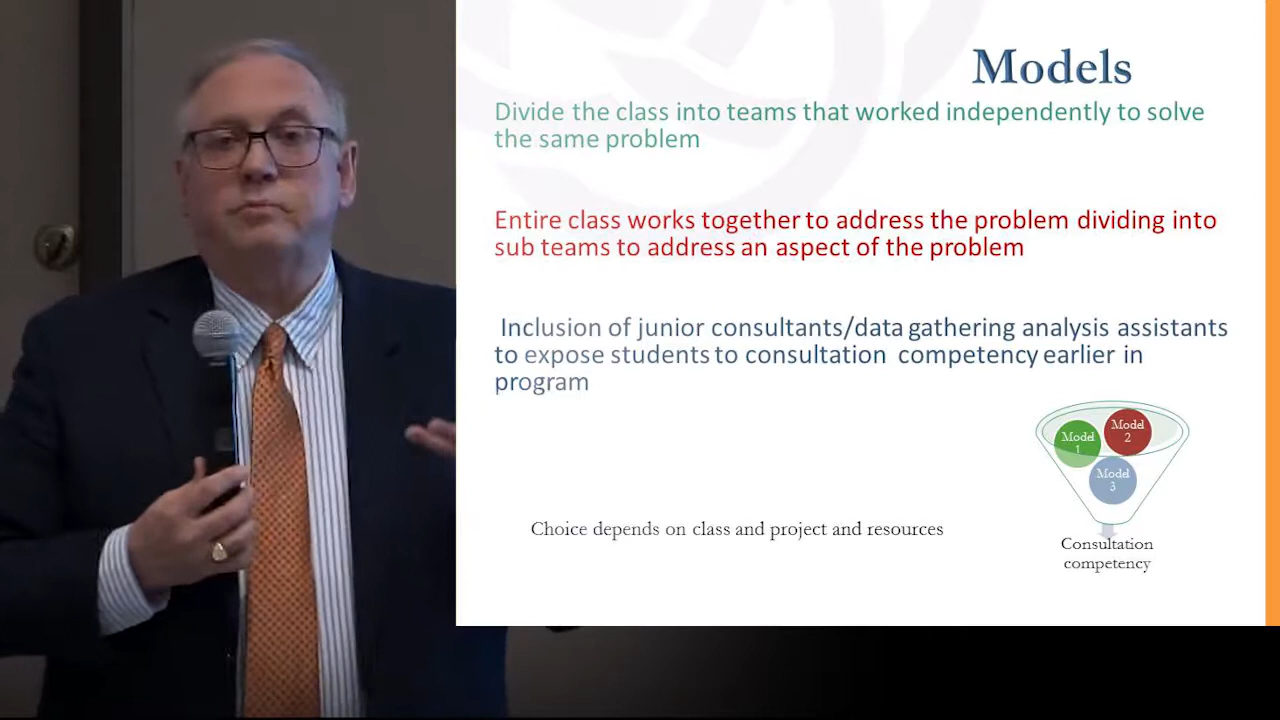 Models
Divide the class into teams that worked independently to solve
the same problem
Entire class works together to address the problem dividing into
sub teams to address an aspect of the problem
Inclusion of junior consultants/data gathering analysis assistants
to expose students to consultation competency earlier in
program
Model
1
Model
2
Model
3
Choice depends on class and project and resources
Consultation
competency